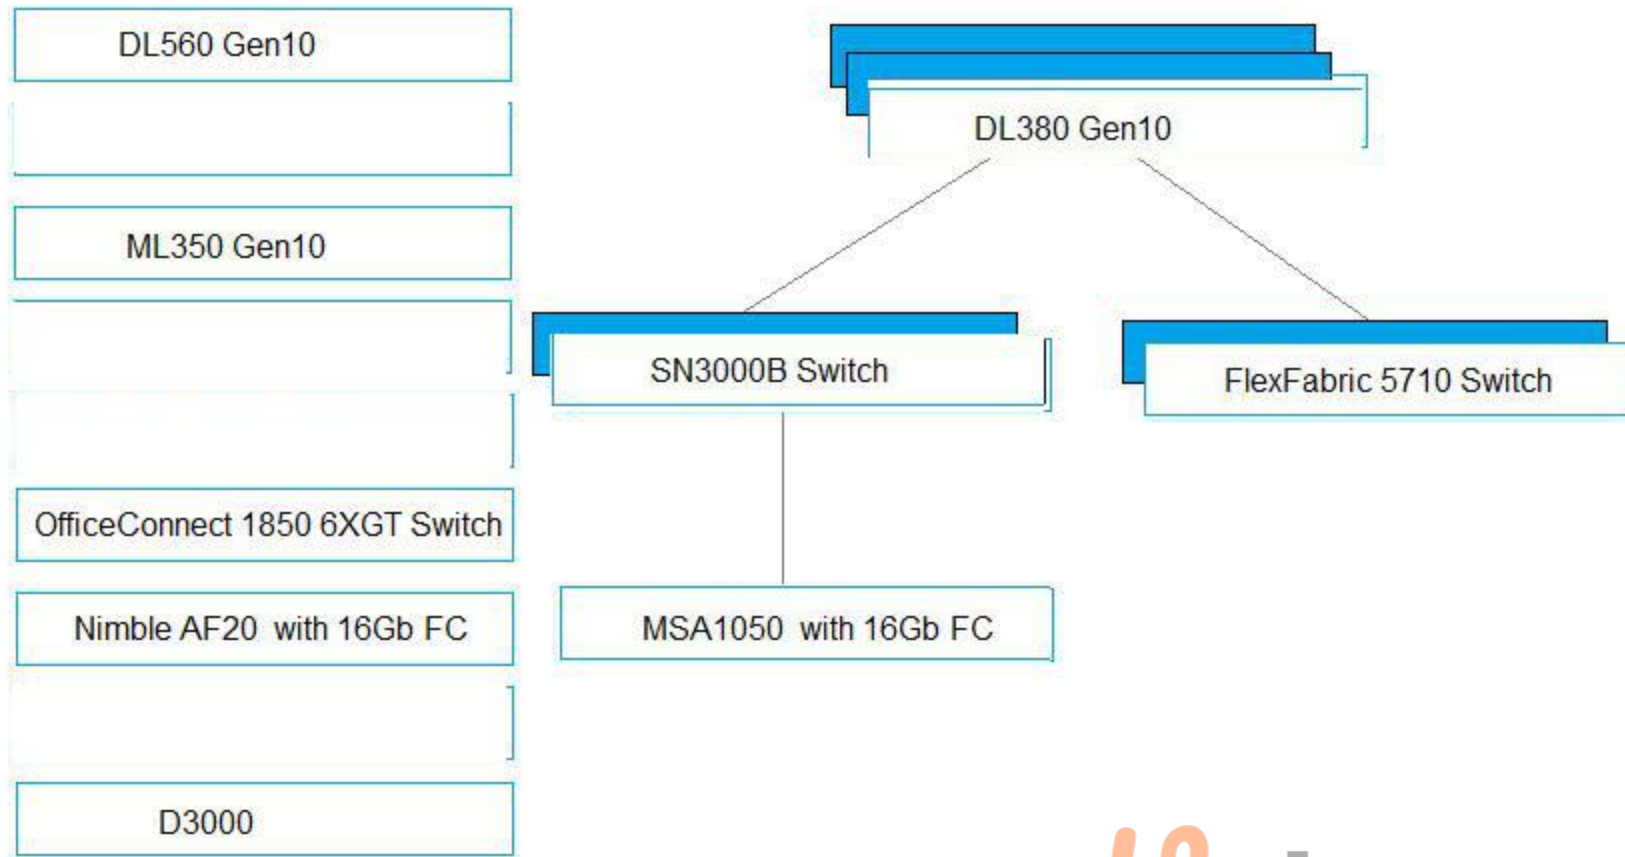 DL560 Gen10
DL380 Gen10
ML350 Gen10
SN3000B Switch
FlexFabric 5710 Switch
OfficeConnect 1850 6XGT Switch
Nimble AF20 with 16Gb FC
MSA1050 with 16Gb FC
D3000